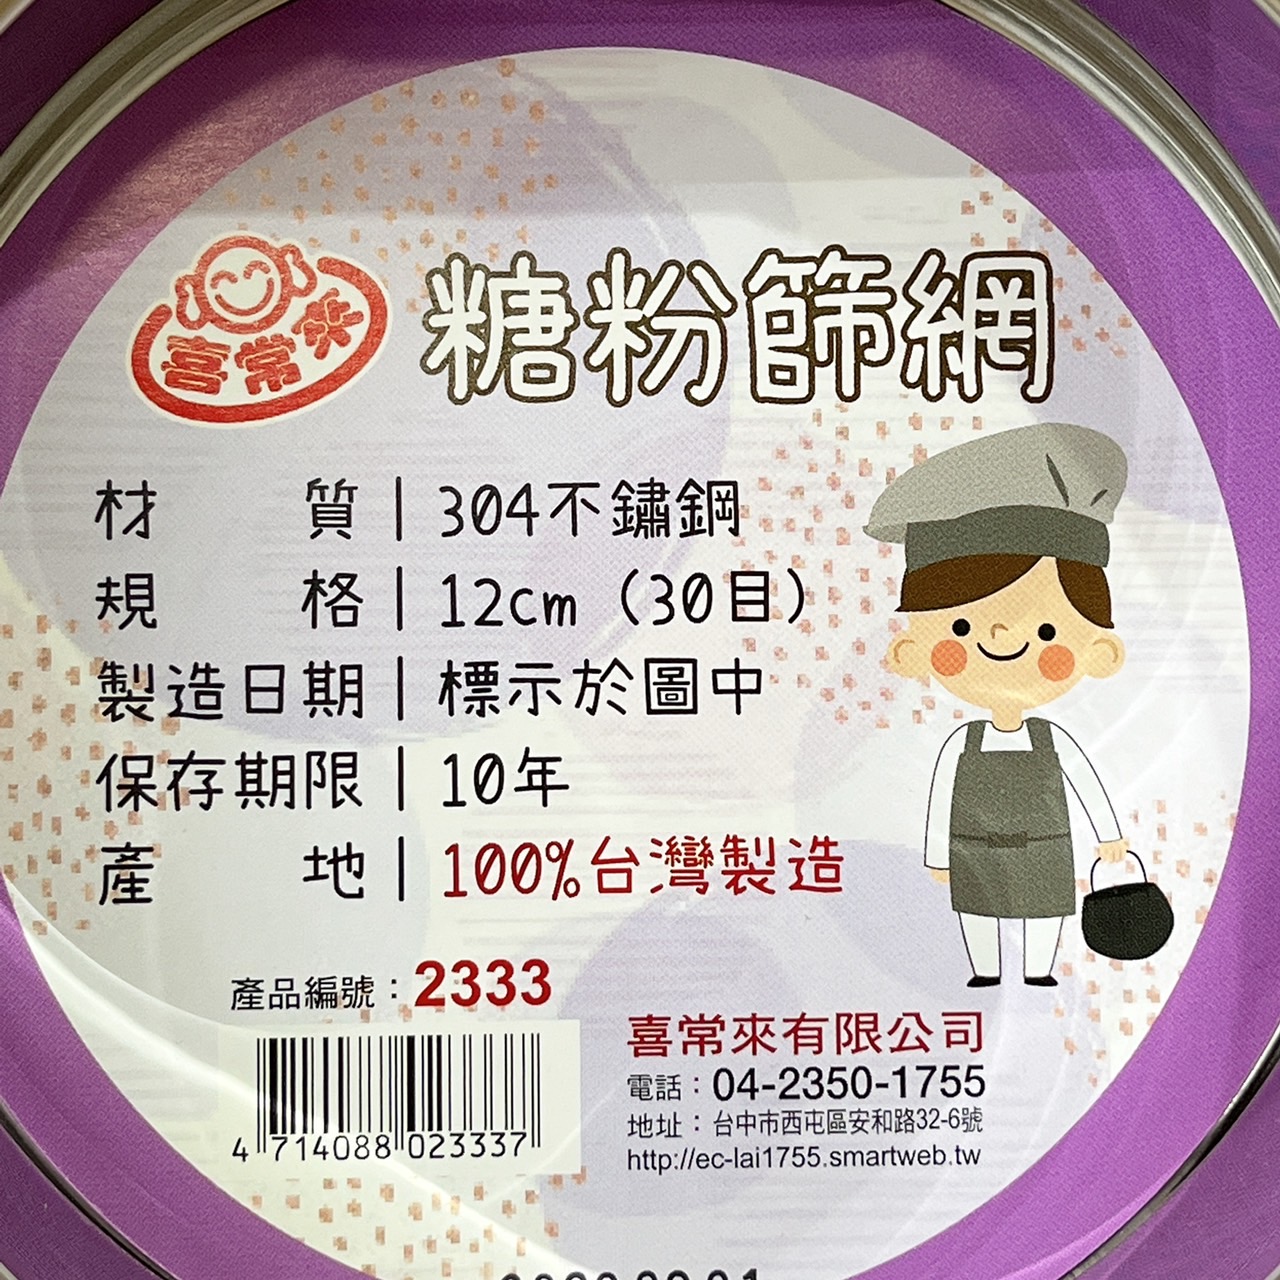 喜常來
糖粉篩網
材質|304不鏽鋼
規格|12cm（30目）
製造日期|標示於圖中
保存期限|10年
產地|100%台灣製造
產品編號：2333
4 714088 023337
喜常來有限公司
電話：04-2350-1755
地址：台中市西屯區安和路32-6號
http://ec-lai1755.smartweb.tw